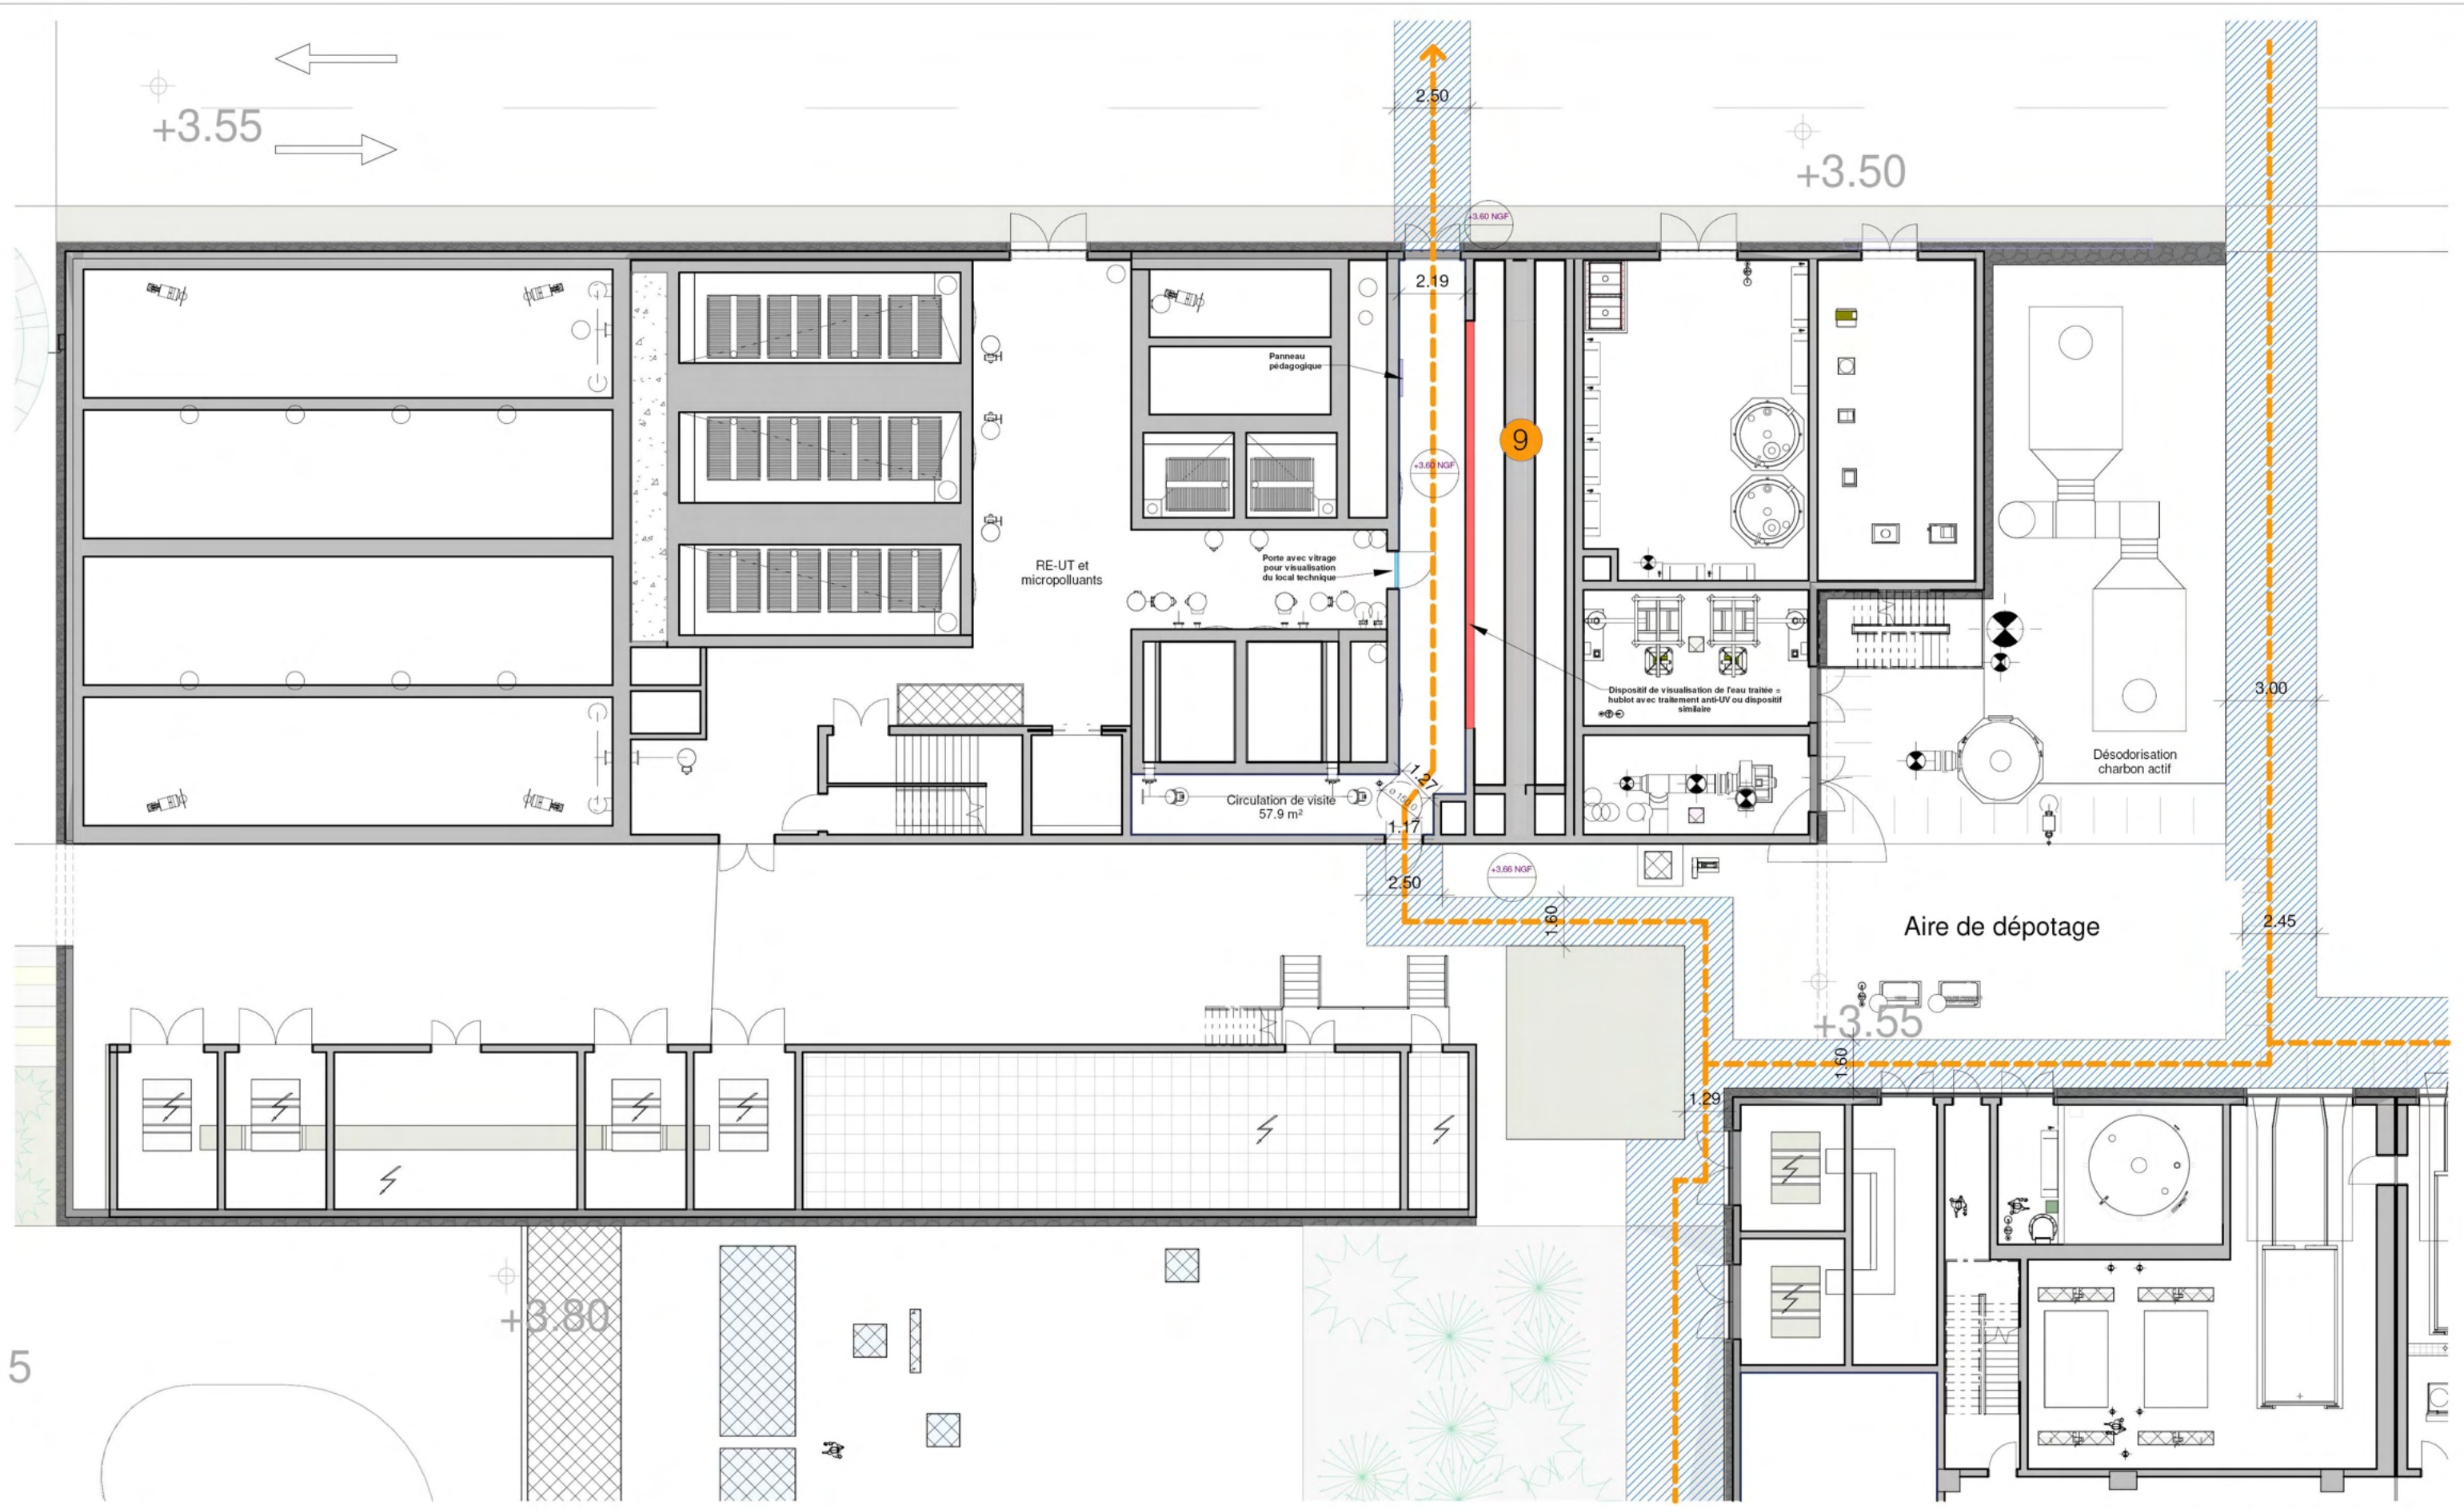 2.50
+3.55
+3.50
+3.60 NGF
2.19
Panneau
pédagogique
9
+3.60 NGF
Porte avec vitrage
pour visualisation
du local technique
RE-UT et
micropolluants
Dispositif de visualisation de l'eau traitée =
hublot avec traitement anti-UV ou dispositif
similaire
3.00
Désodorisation
charbon actif
1.27
Circulation de visite
57.9 m²
1.17
+3.66 NGF
2.50
1.60
Aire de dépotage
2.45
+3.55
1.60
1.29
+3.80
5